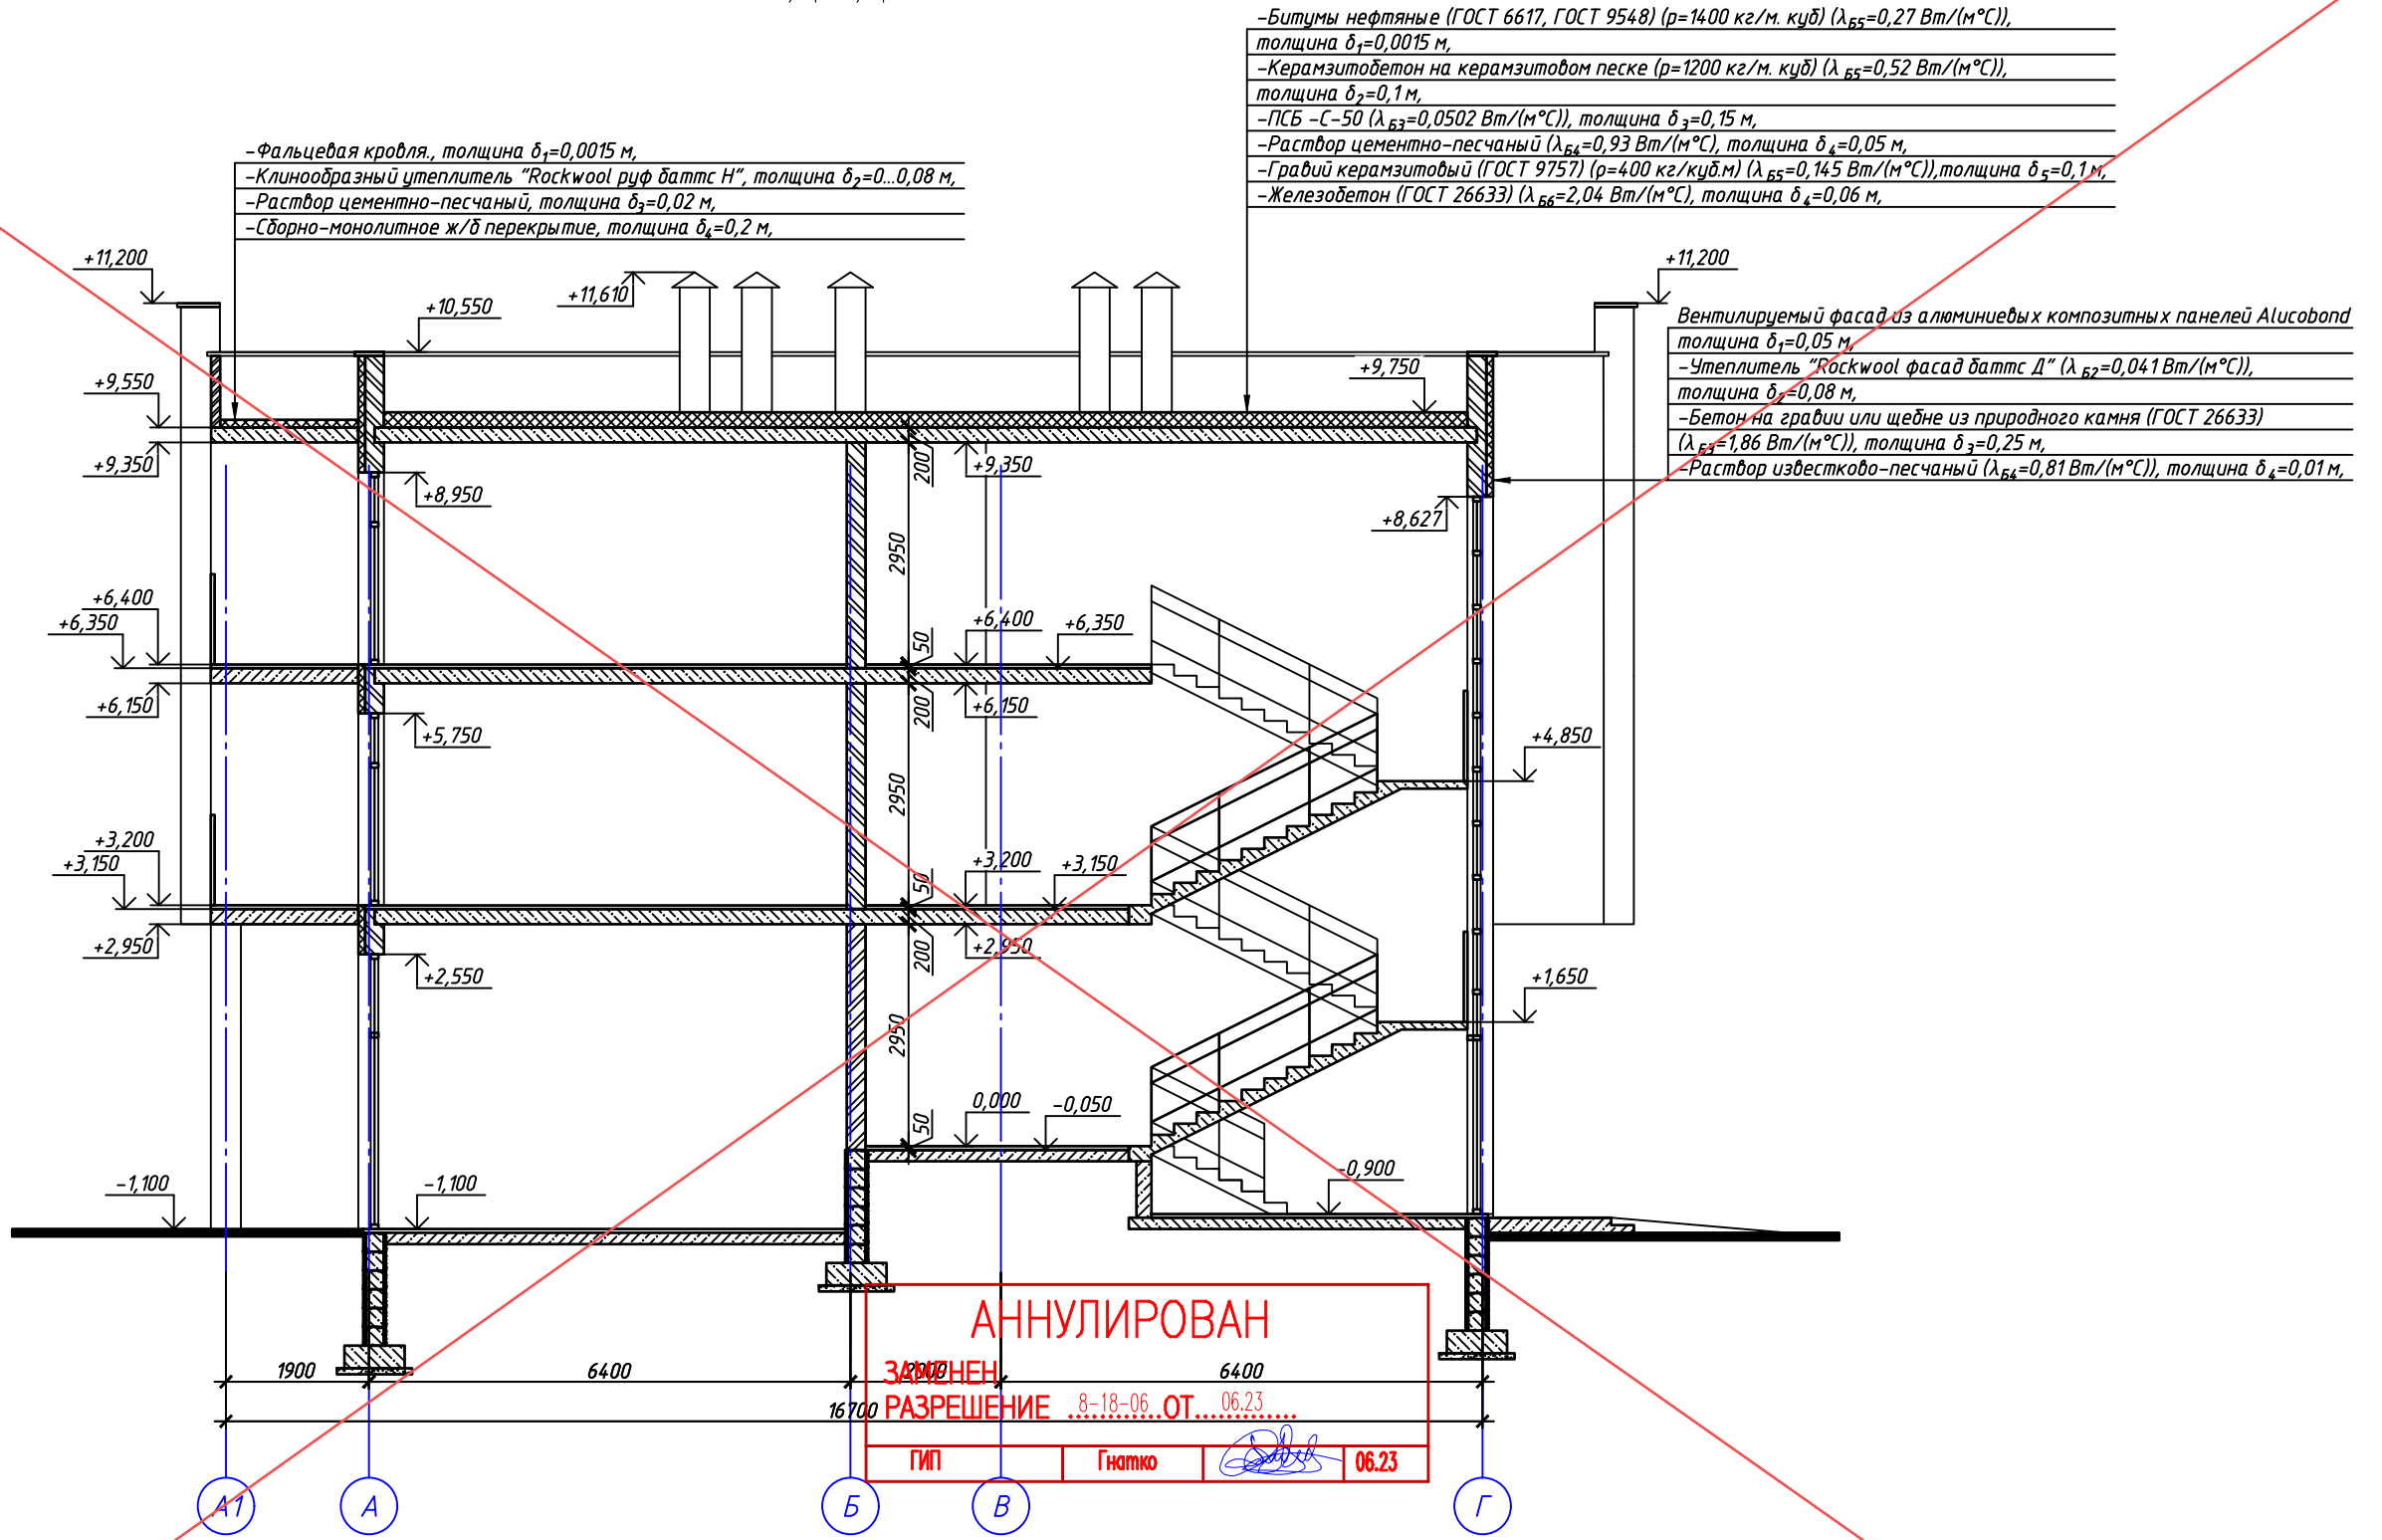 -Битумы нефтяные (ГОСТ 6617, ГОСТ 9548) (р=1400 кг/м. куб) (λБ5=0,27 Вт/(м°С)),
толщина δ1=0,0015 м,
-Керамзитобетон на керамзитовом песке (р=1200 кг/м. куб) (λБ5=0,52 Вт/(м°С)),
толщина δ2=0,1 м,
-ПСБ -С-50 (λБ3=0,0502 Вт/(м°С)), толщина δ3=0,15 м,
-Раствор цементно-песчаный (λБ4=0,93 Вт/(м°С), толщина δ4=0,05 м,
-Гравий керамзитовый (ГОСТ 9757) (ρ=400 кг/куб.м) (λБ5=0,145 Вт/(м°С)),толщина δ5=0,1 м,
-Железобетон (ГОСТ 26633) (λБ6=2,04 Вт/(м°С), толщина δ4=0,06 м,
-Фальцевая кровля., толщина δ1=0,0015 м,
-Клинообразный утеплитель "Rockwool руф баттс Н", толщина δ2=0...0,08 м,
-Раствор цементно-песчаный, толщина δ3=0,02 м,
-Сборно-монолитное ж/б перекрытие, толщина δ4=0,2 м,
+11,200
+11,610
+10,550
+11,200
Вентилируемый фасад из алюминиевых композитных панелей Alucobond
толщина δ1=0,05 м,
-Утеплитель "Rockwool фасад баттс Д" (λБ2=0,041 Вт/(м°С)),
толщина δ2=0,08 м,
-Бетон на гравии или щебне из природного камня (ГОСТ 26633)
(λБ3=1,86 Вт/(м°С)), толщина δ3=0,25 м,
-Раствор известково-песчаный (λБ4=0,81 Вт/(м°С)), толщина δ4=0,01 м,
+9,550
+9,750
+9,350
200
+9,350
+8,950
+8,627
2950
+6,400
+6,350
50
+6,400
+6,350
+6,150
200
+6,150
+5,750
+4,850
2950
+3,200
+3,150
50
+3,200
+3,150
+2,950
200
+2,950
+2,550
+1,650
2950
50
0,000
-0,050
-1,100
-1,100
-0,900
АННУЛИРОВАН
1900
6400
2000
6400
ЗАМЕНЕН
16700
РАЗРЕШЕНИЕ 8-18-06 ОТ 06.23
ГИП Гнатко 06.23
А1 А Б В Г